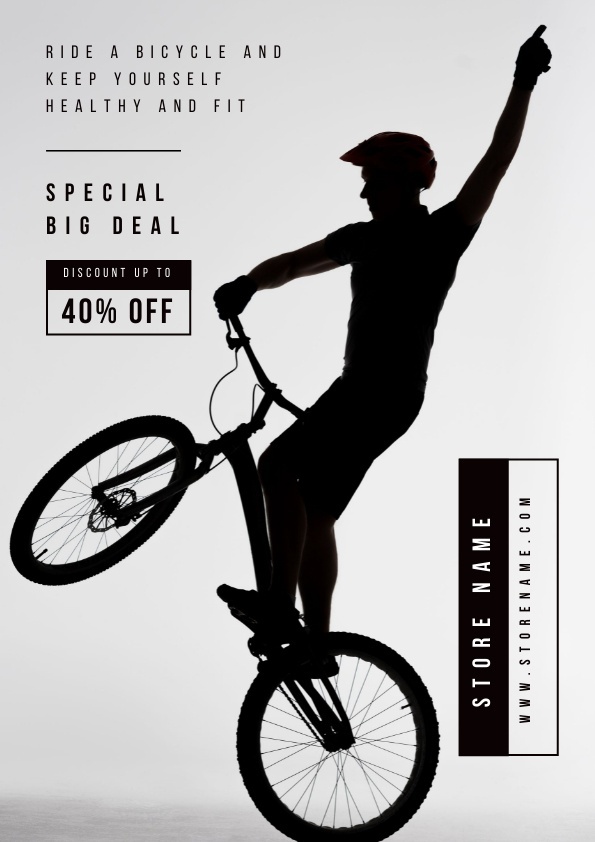 RIDE A BICYCLE AND
KEEP YOURSELF
HEALTHY AND FIT
SPECIAL
BIG DEAL
DISCOUNT UP TO
40% OFF
STORE NAME
WWW.STORENAME.COM